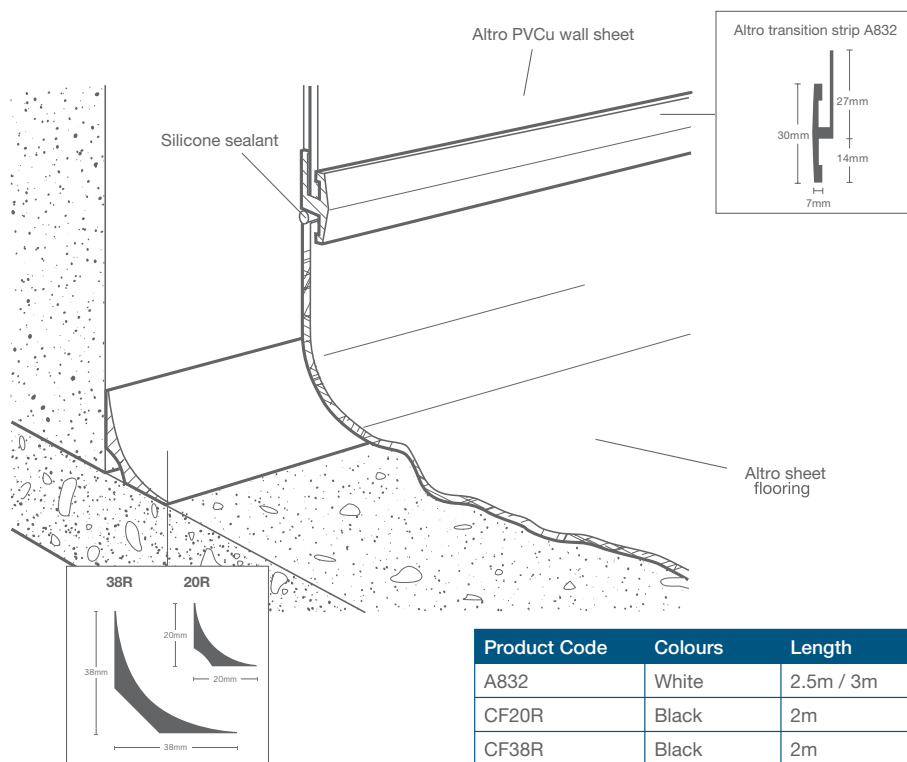 Altro PVCu wall sheet
Altro transition strip A832
27mm
30mm
14mm
7mm
Silicone sealant
Altro sheet
flooring
38R
20R
20mm
20mm
38mm
38mm
Product Code Colours Length
A832 White 2.5m / 3m
CF20R Black 2m
CF38R Black 2m